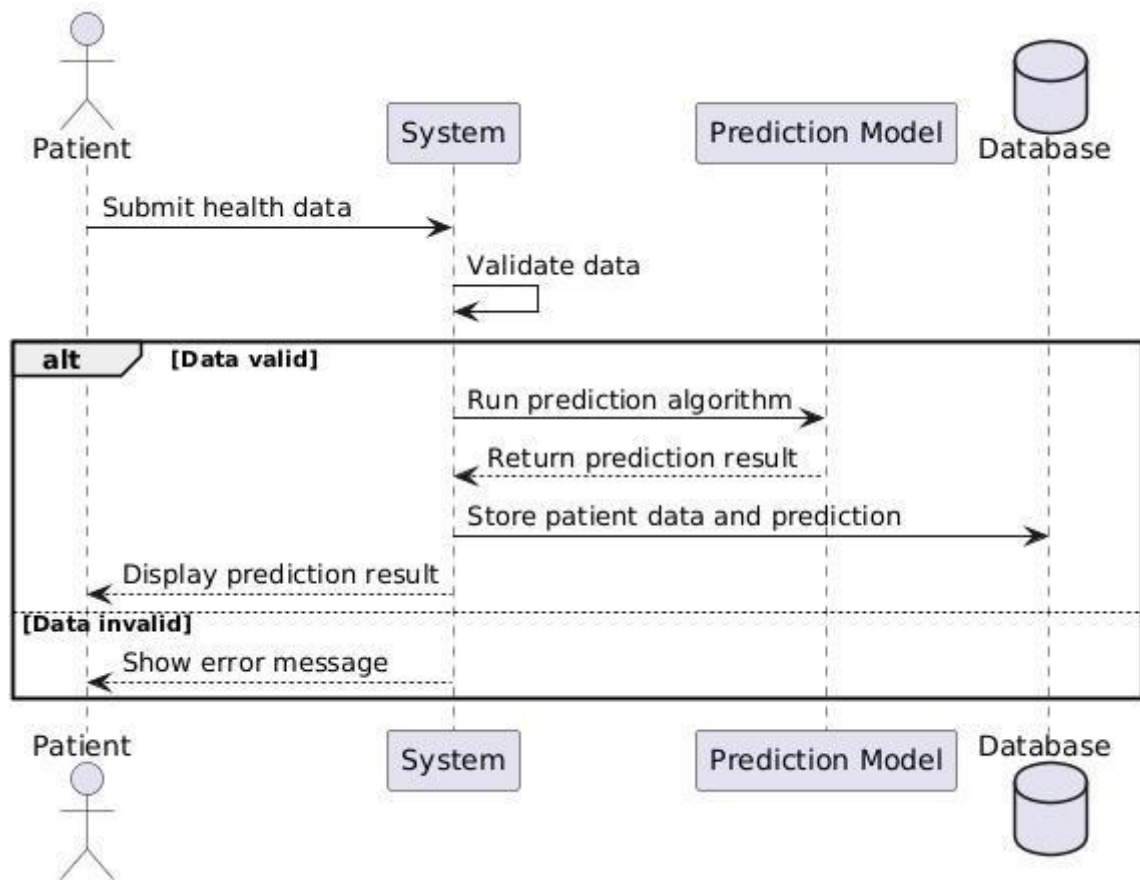 Patient
System
Prediction Model
Database
Submit health data
Validate data
alt
[Data valid]
Run prediction algorithm
Return prediction result
Store patient data and prediction
Display prediction result
[Data invalid]
Show error message
Patient
System
Prediction Model
Database